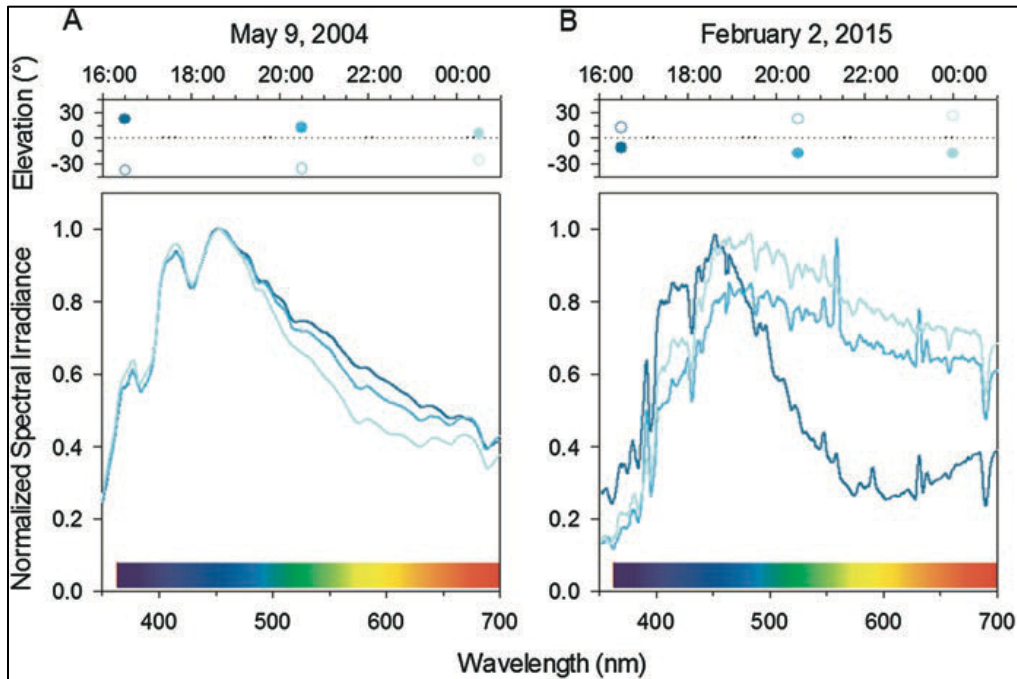 A
May 9, 2004
16:00 18:00 20:00 22:00 00:00
Elevation (°)
30
0
-30
Normalized Spectral Irradiance
1.0
0.8
0.6
0.4
0.2
0.0
400 500 600 700
B
February 2, 2015
16:00 18:00 20:00 22:00 00:00
30
0
-30
1.0
0.8
0.6
0.4
0.2
0.0
400 500 600 700
Wavelength (nm)